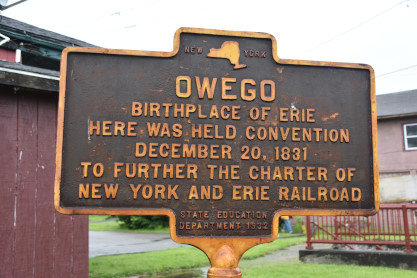 NEW YORK
OWEGO
BIRTHPLACE OF ERIE
HERE WAS HELD CONVENTION
DECEMBER 20, 1831
TO FURTHER THE CHARTER OF
NEW YORK AND ERIE RAILROAD
STATE EDUCATION
DEPARTMENT 1932